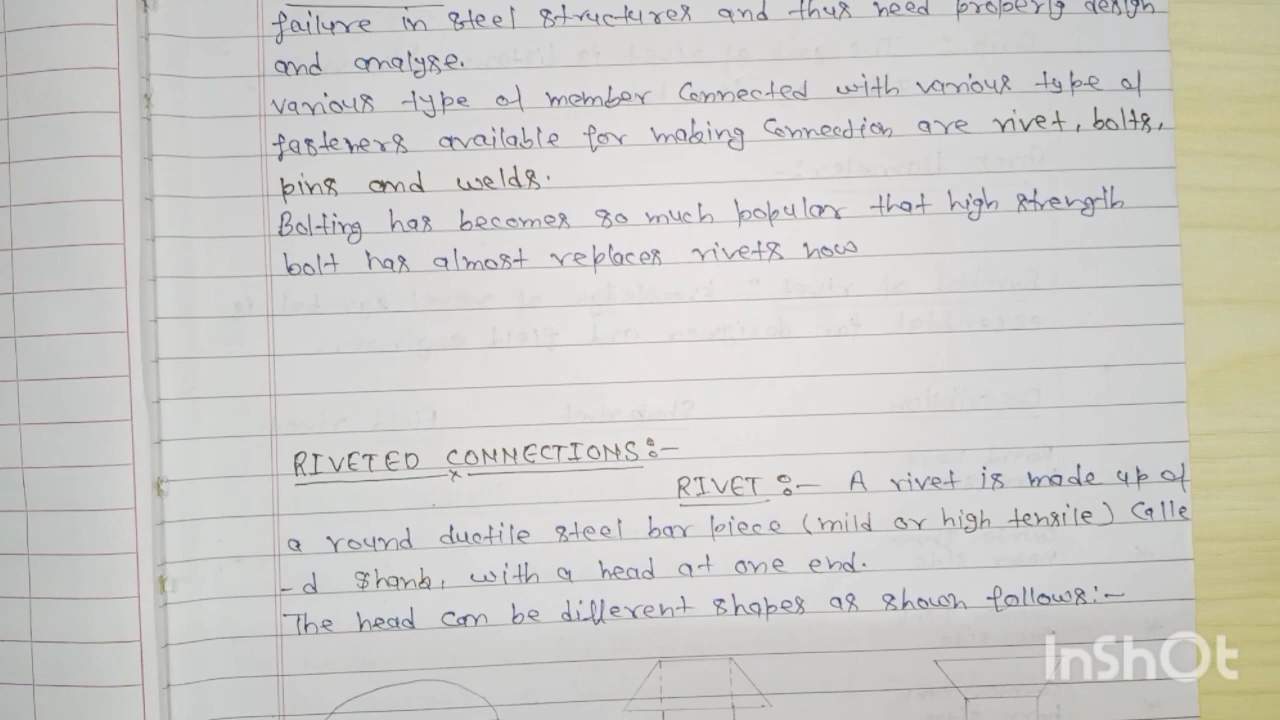 failure in steel structures and thus need properly design
and analyse.
various type of member Connected with various type of
fasteners available for making Connection are rivet, bolts,
pins and welds.
Bolting has becomes so much popular that high strength
bolt has almost replaces rivets now
RIVETED CONNECTIONS:-
RIVET :- A rivet is made up of
a round ductile steel bar piece (mild or high tensile) Calle
-d shank, with a head at one end.
The head can be different shapes as shown follows:-
InShOt